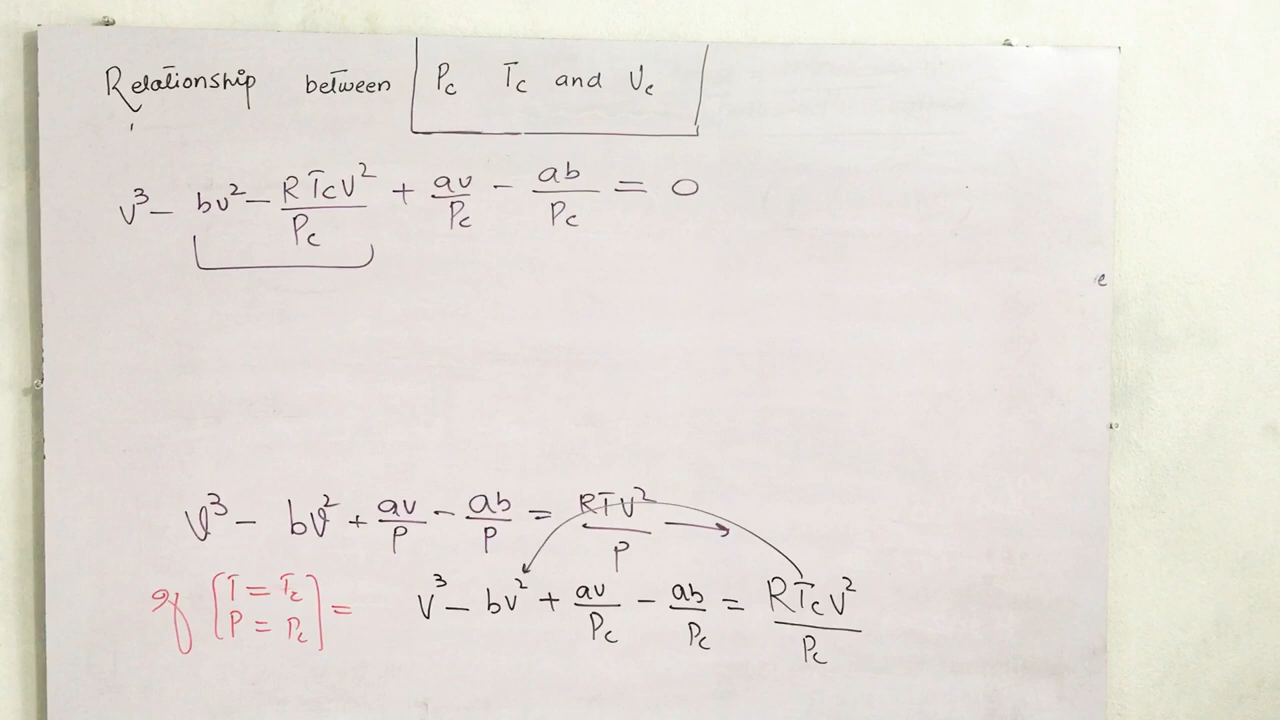 Relationship between Pc Tc and Vc
v³ - bv² - RTcv²/Pc + av/Pc - ab/Pc = 0
e
v³ - bv² + av/P - ab/P = RTv²/P
If [T = Tc P = Pc] = v³ - bv² + av/Pc - ab/Pc = RTcv²/Pc